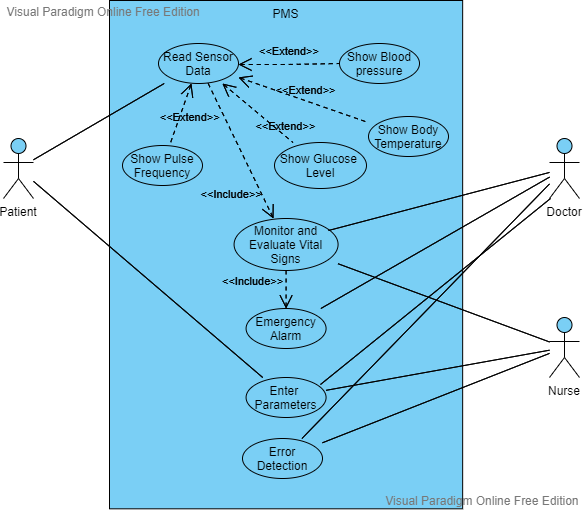 Visual Paradigm Online Free Edition
PMS
Read Sensor
Data
<<Extend>>
Show Blood
pressure
<<Extend>>
<<Extend>>
<<Extend>>
Show Body
Temperature
Show Pulse
Frequency
Show Glucose
Level
Patient
Doctor
<<Include>>
Monitor and
Evaluate Vital
Signs
<<Include>>
Emergency
Alarm
Nurse
Enter
Parameters
Error
Detection
Visual Paradigm Online Free Edition